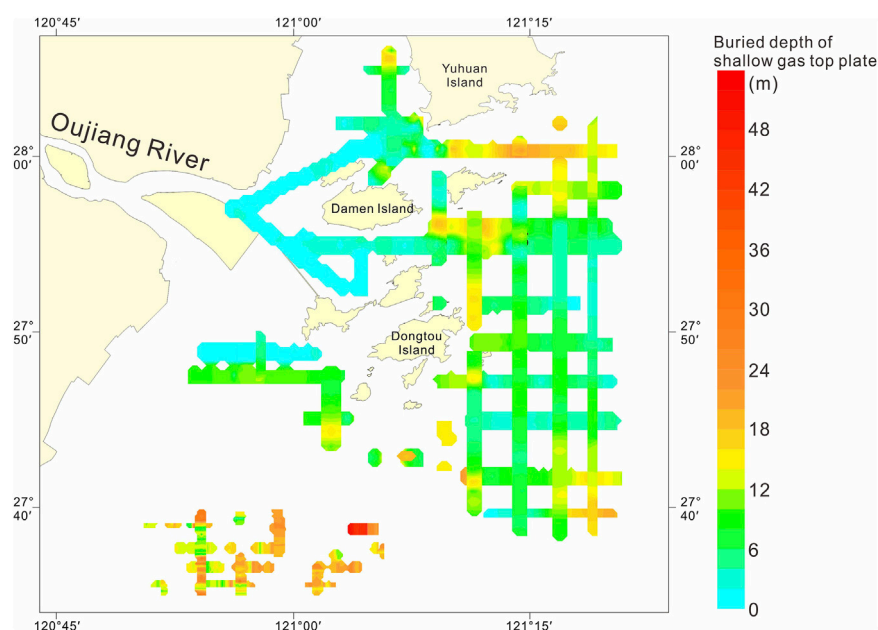 120°45′ 121°00′ 121°15′
Buried depth of
shallow gas top plate
(m)
Yuhuan
Island
Oujiang River
Damen Island
Dongtou
Island
28°
00′
27°
50′
27°
40′
28°
00′
27°
50′
27°
40′
48
42
36
30
24
18
12
6
0
120°45′ 121°00′ 121°15′